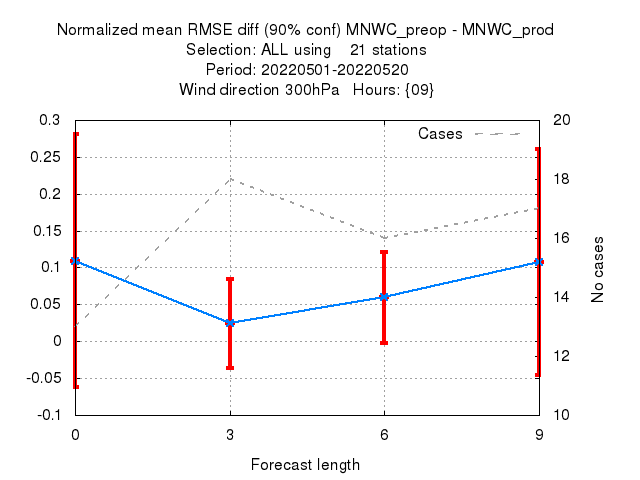 Normalized mean RMSE diff (90% conf) MNWC_preop - MNWC_prod
Selection: ALL using 21 stations
Period: 20220501-20220520
Wind direction 300hPa Hours: {09}
Cases
0.3
0.25
0.2
0.15
0.1
0.05
0
-0.05
-0.1
20
18
16
14
12
10
No cases
0 3 6 9
Forecast length